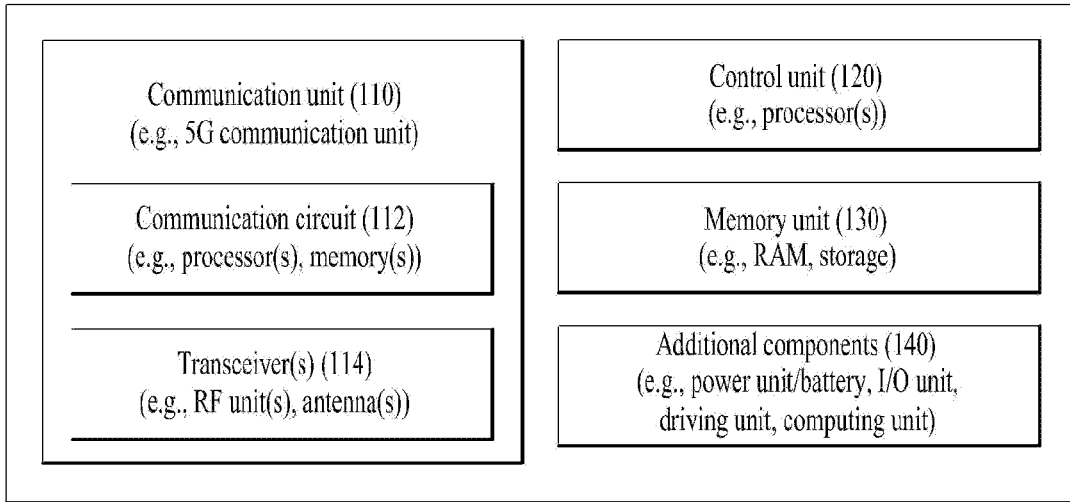 Communication unit (110)
(e.g., 5G communication unit)
Communication circuit (112)
(e.g., processor(s), memory(s))
Transceiver(s) (114)
(e.g., RF unit(s), antenna(s))
Control unit (120)
(e.g., processor(s))
Memory unit (130)
(e.g., RAM, storage)
Additional components (140)
(e.g., power unit/battery, I/O unit,
driving unit, computing unit)